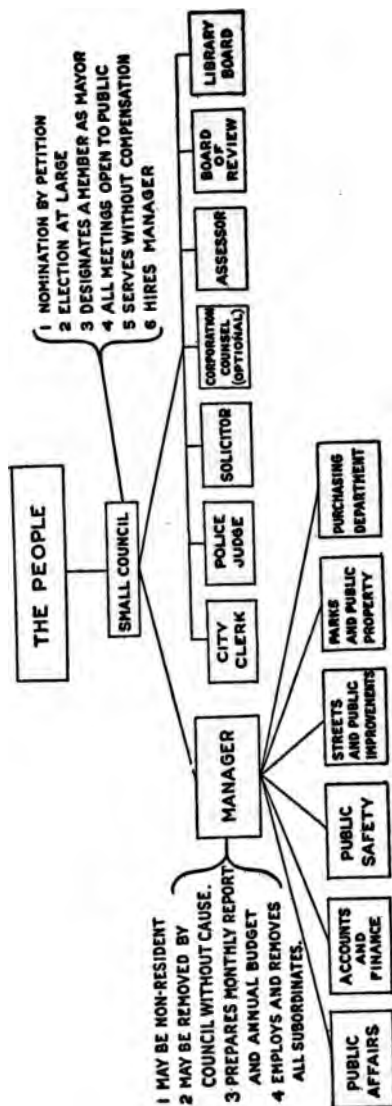 THE PEOPLE
SMALL COUNCIL
1 NOMINATION BY PETITION
2 ELECTION AT LARGE
3 DESIGNATES A MEMBER AS MAYOR
4 ALL MEETINGS OPEN TO PUBLIC
5 SERVES WITHOUT COMPENSATION
6 HIRES MANAGER
1 MAY BE NON-RESIDENT
2 MAY BE REMOVED BY
COUNCIL WITHOUT CAUSE.
3 PREPARES MONTHLY REPORT
AND ANNUAL BUDGET
4 EMPLOYS AND REMOVES
ALL SUBORDINATES.
MANAGER
CITY
CLERK
POLICE
JUDGE
SOLICITOR
CORPORATION
COUNSEL
(OPTIONAL)
ASSESSOR
BOARD
OF
REVIEW
LIBRARY
BOARD
PUBLIC
AFFAIRS
ACCOUNTS
AND
FINANCE
PUBLIC
SAFETY
STREETS
AND PUBLIC
IMPROVEMENTS
PARKS
AND PUBLIC
PROPERTY
PURCHASING
DEPARTMENT